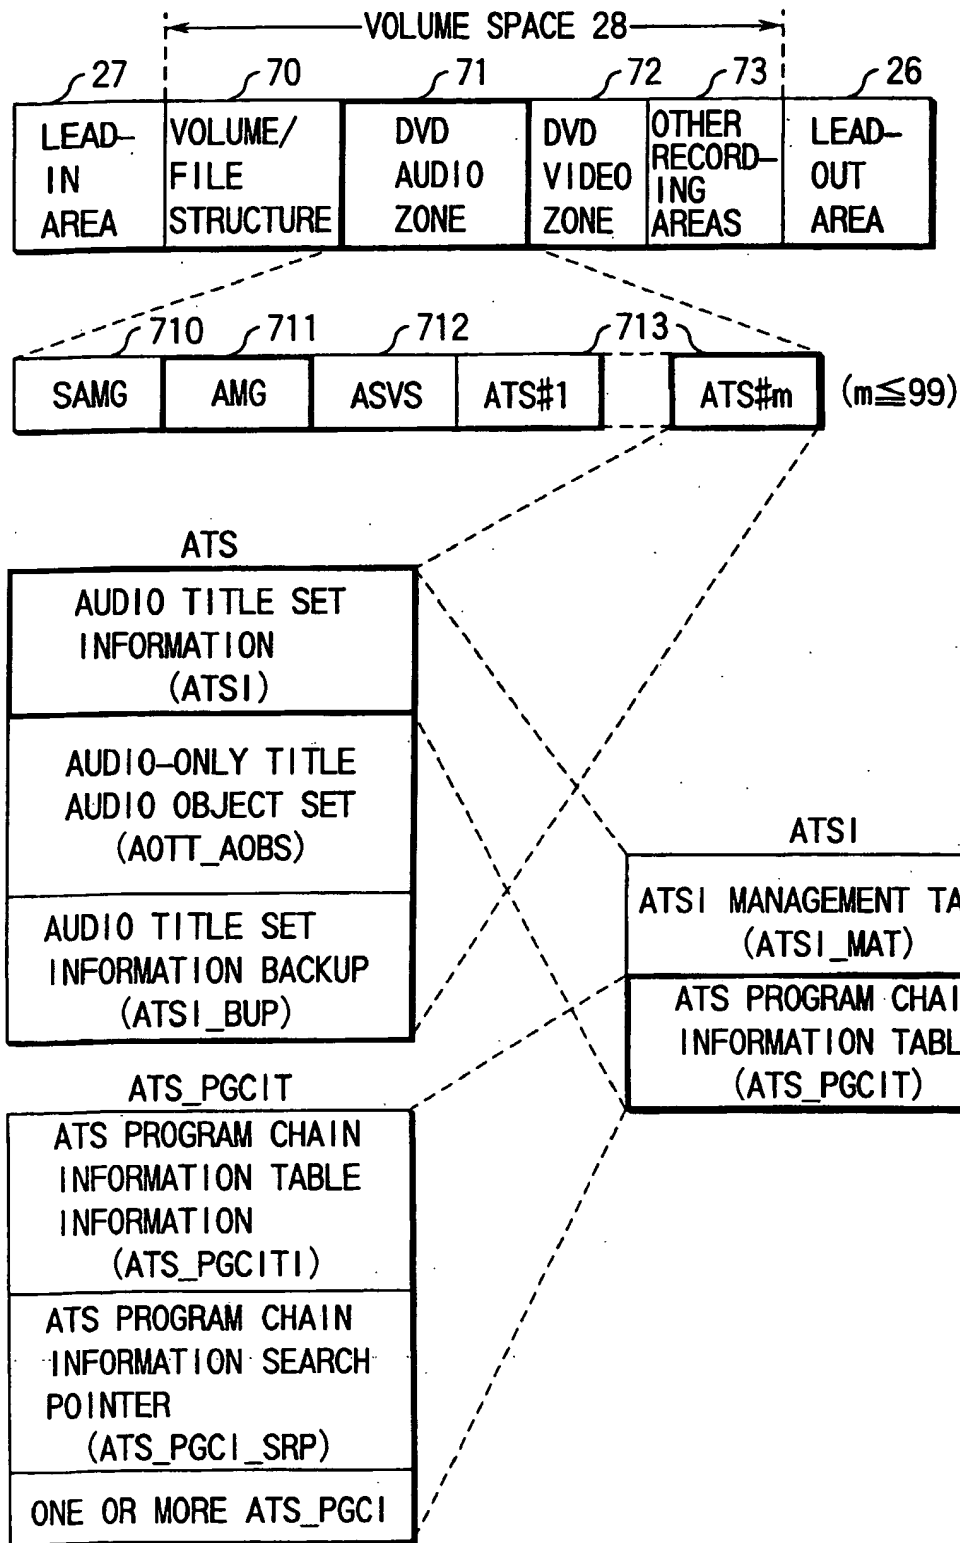 VOLUME SPACE 28
27 70 71 72 73 26
LEAD-
IN
AREA
VOLUME/
FILE
STRUCTURE
DVD
AUDIO
ZONE
DVD
VIDEO
ZONE
OTHER
RECORD-
ING
AREAS
LEAD-
OUT
AREA
710 711 712 713
SAMG AMG ASVS ATS#1 ATS#m (m≦99)
ATS
AUDIO TITLE SET
INFORMATION
(ATSI)
AUDIO-ONLY TITLE
AUDIO OBJECT SET
(AOTT_AOBS)
AUDIO TITLE SET
INFORMATION BACKUP
(ATSI_BUP)
ATSI
ATSI MANAGEMENT TA
(ATSI_MAT)
ATS PROGRAM CHAI
INFORMATION TABL
(ATS_PGCIT)
ATS_PGCIT
ATS PROGRAM CHAIN
INFORMATION TABLE
INFORMATION
(ATS_PGCITI)
ATS PROGRAM CHAIN
INFORMATION SEARCH
POINTER
(ATS_PGCI_SRP)
ONE OR MORE ATS_PGCI